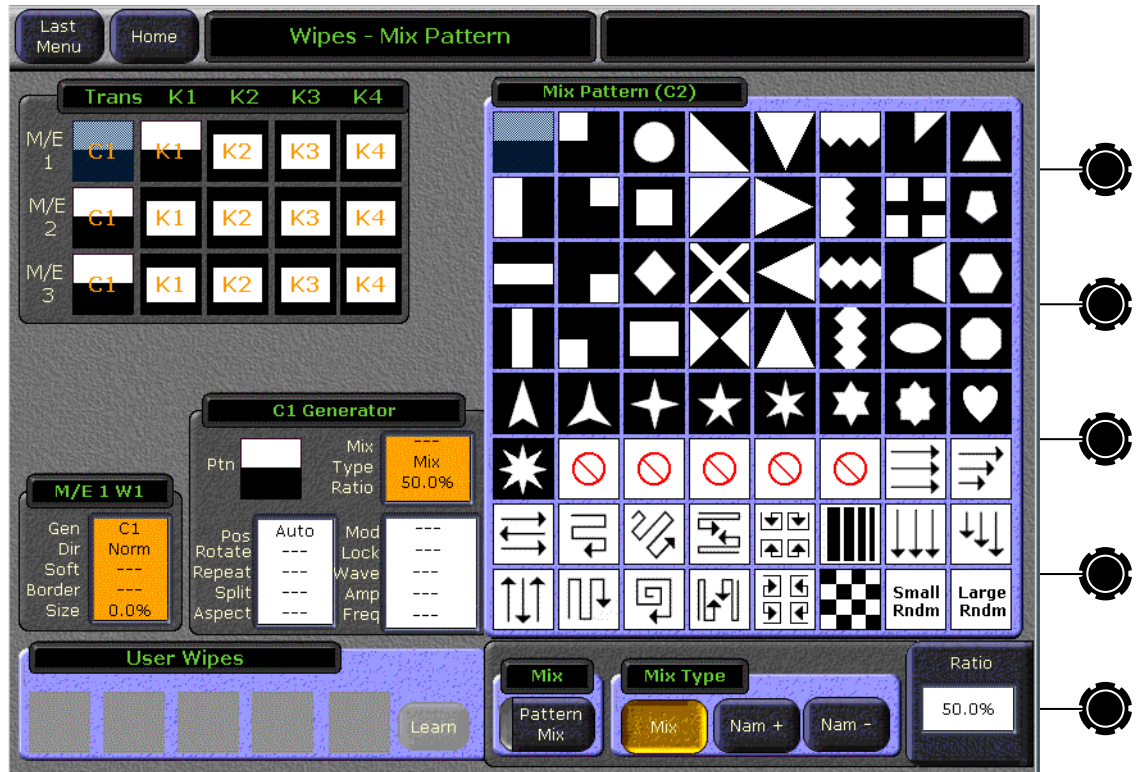 Last
Menu
Home
Wipes - Mix Pattern
Trans K1 K2 K3 K4
M/E
1
C1 K1 K2 K3 K4
M/E
2
C1 K1 K2 K3 K4
M/E
3
C1 K1 K2 K3 K4
Mix Pattern (C2)
Small
Rndm
Large
Rndm
C1 Generator
Ptn
Mix ---
Type Mix
Ratio 50.0%
Pos Auto
Rotate ---
Repeat ---
Split ---
Aspect ---
Mod ---
Lock ---
Wave ---
Amp ---
Freq ---
M/E 1 W1
Gen C1
Dir Norm
Soft ---
Border ---
Size 0.0%
User Wipes
Learn
Mix
Pattern
Mix
Mix Type
Mix
Nam +
Nam -
Ratio
50.0%